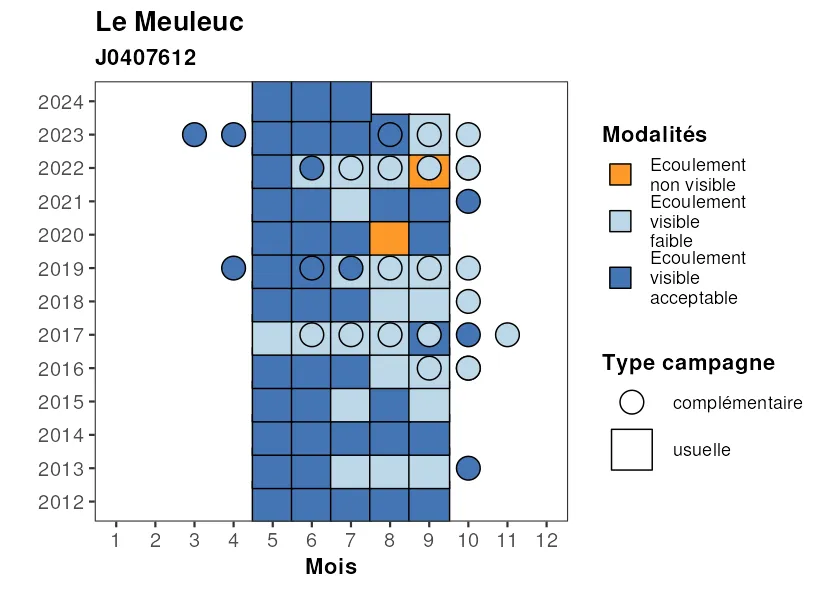 Le Meuleuc
J0407612
2024
2023
2022
2021
2020
2019
2018
2017
2016
2015
2014
2013
2012
1 2 3 4 5 6 7 8 9 10 11 12
Mois
Modalités
Ecoulement
non visible
Ecoulement
visible
faible
Ecoulement
visible
acceptable
Type campagne
complémentaire
usuelle